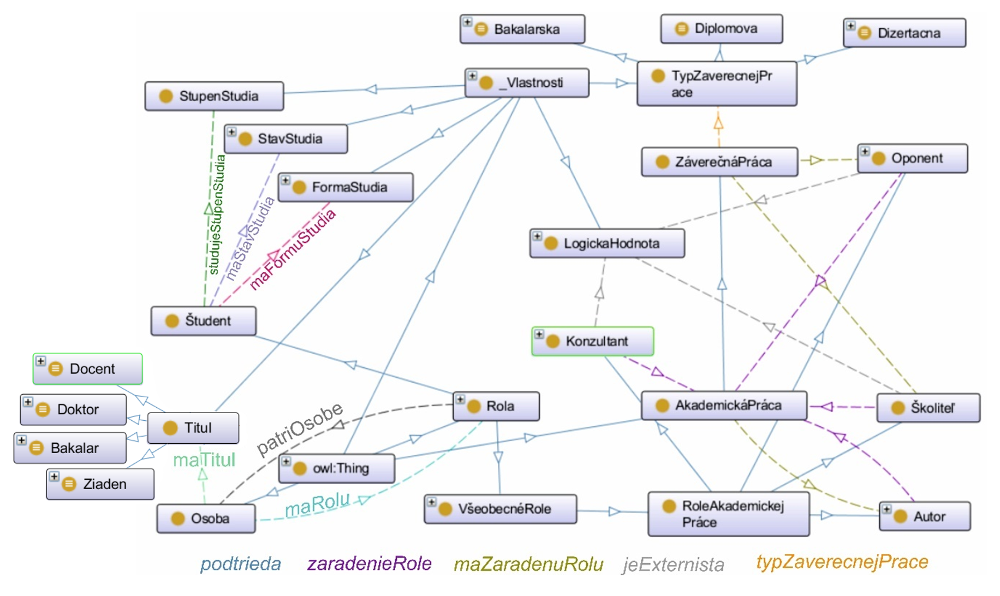 Bakalarska
Diplomova
Dizertacna
_Vlastnosti
TypZaverecnejPr
ace
StupenStudia
StavStudia
FormaStudia
ZáverečnáPráca
Oponent
studujeStupenStudia
maStavStudia
maFormuStudia
LogickaHodnota
Študent
Konzultant
Docent
Doktor
Bakalar
Ziaden
Titul
maTitul
patriOsobe
Rola
AkademickáPráca
Školiteľ
owl:Thing
maRolu
Osoba
VšeobecnéRole
RoleAkademickej
Práce
Autor
podtrieda
zaradenieRole
maZaradenuRolu
jeExternista
typZaverecnejPrace